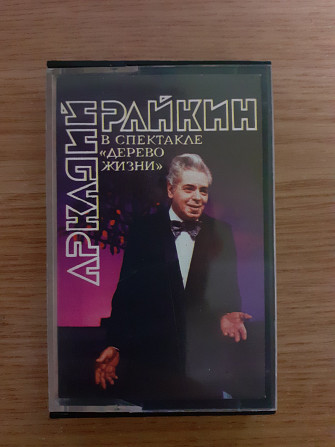 АРКАДИЙ
РАЙКИН
В СПЕКТАКЛЕ
«ДЕРЕВО
ЖИЗНИ»